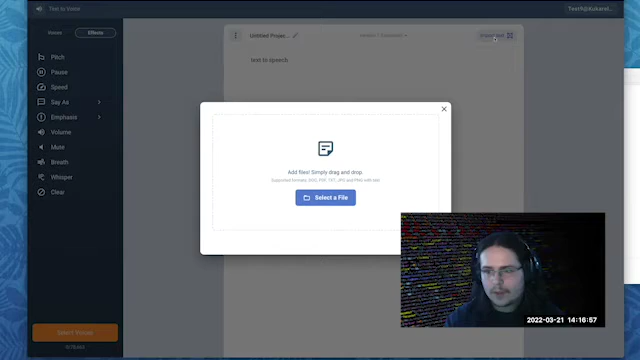 Text to Voice
Voices
Effects
Untitled Projec...
text to speech
Pitch
Pause
Speed
Say As
Emphasis
Volume
Mute
Breath
Whisper
Clear
Add files! Simply drag and drop.
Select a File
Select Voices
2022-03-21 14:16:57